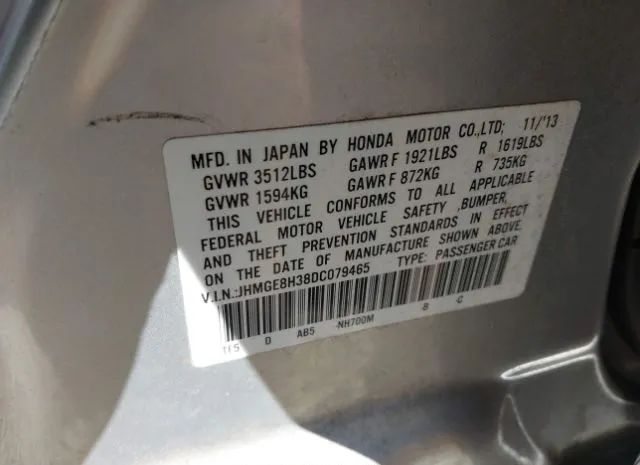 MFD. IN JAPAN BY HONDA MOTOR CO.,LTD; 11/'13
GVWR 3512LBS GAWR F 1921LBS R 1619LBS
GVWR 1594KG GAWR F 872KG R 735KG
THIS VEHICLE CONFORMS TO ALL APPLICABLE
FEDERAL MOTOR VEHICLE SAFETY ,BUMPER,
AND THEFT PREVENTION STANDARDS IN EFFECT
ON THE DATE OF MANUFACTURE SHOWN ABOVE.
V.I.N.:JHMGE8H38DC079465 TYPE: PASSENGER CAR
TF5 D AB5 -NH700M B -C